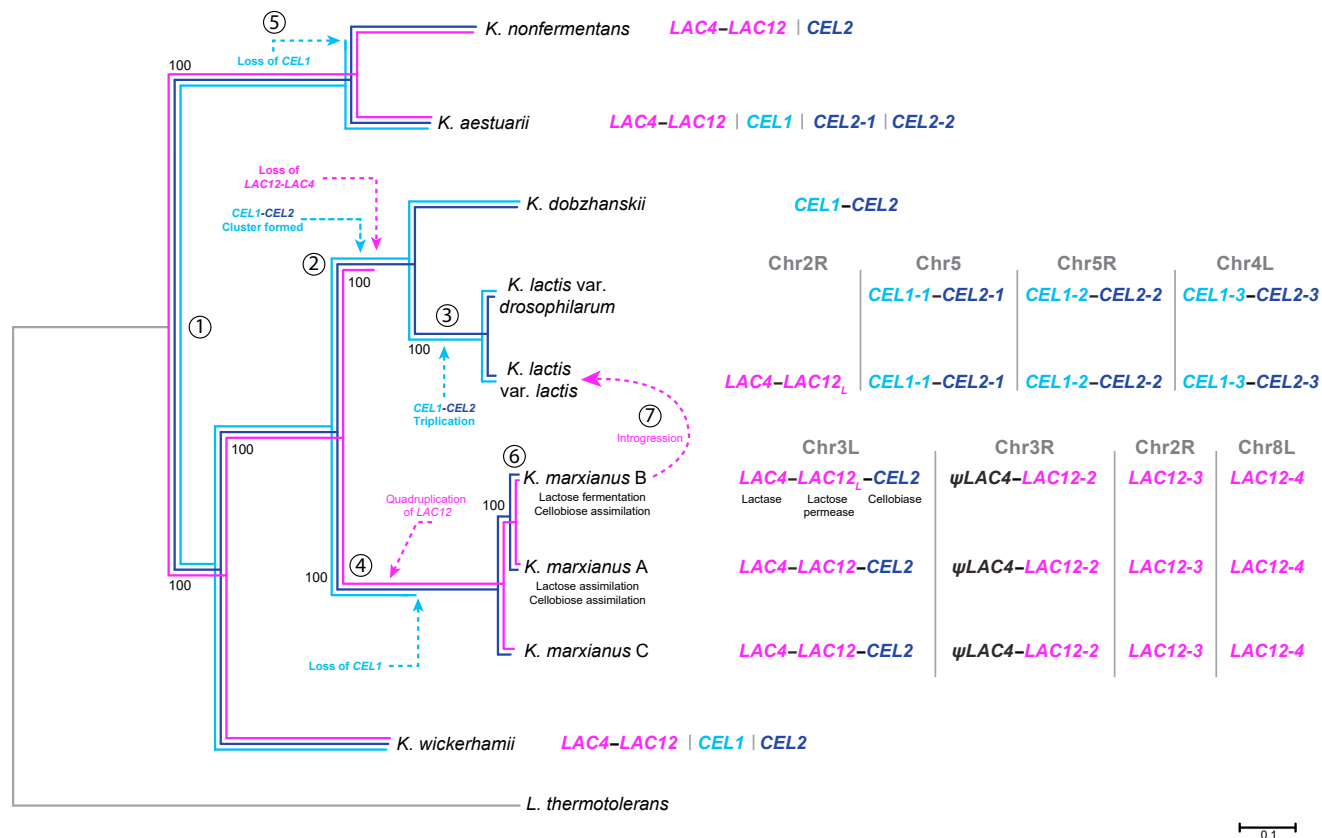 ⑤
K. nonfermentans LAC4–LAC12 | CEL2
Loss of CEL1
100
K. aestuarii LAC4–LAC12 | CEL1 | CEL2-1 | CEL2-2
Loss of
LAC12-LAC4
CEL1-CEL2
Cluster formed
K. dobzhanskii CEL1–CEL2
②
100
Chr2R Chr5 Chr5R Chr4L
K. lactis var.
drosophilarum
CEL1-1–CEL2-1 CEL1-2–CEL2-2 CEL1-3–CEL2-3
①
③
100
K. lactis
var. lactis
LAC4–LAC12L CEL1-1–CEL2-1 CEL1-2–CEL2-2 CEL1-3–CEL2-3
CEL1-CEL2
Triplication
⑦
Introgression
100
Chr3L Chr3R Chr2R Chr8L
⑥
K. marxianus B LAC4–LAC12L–CEL2 ψLAC4–LAC12-2 LAC12-3 LAC12-4
Lactose fermentation
Cellobiose assimilation
Lactase Lactose
permease
Cellobiase
100
Quadruplication
of LAC12
④
100
K. marxianus A LAC4–LAC12–CEL2 ψLAC4–LAC12-2 LAC12-3 LAC12-4
Lactose assimilation
Cellobiose assimilation
100
Loss of CEL1
K. marxianus C LAC4–LAC12–CEL2 ψLAC4–LAC12-2 LAC12-3 LAC12-4
K. wickerhamii LAC4–LAC12 | CEL1 | CEL2
L. thermotolerans
0.1